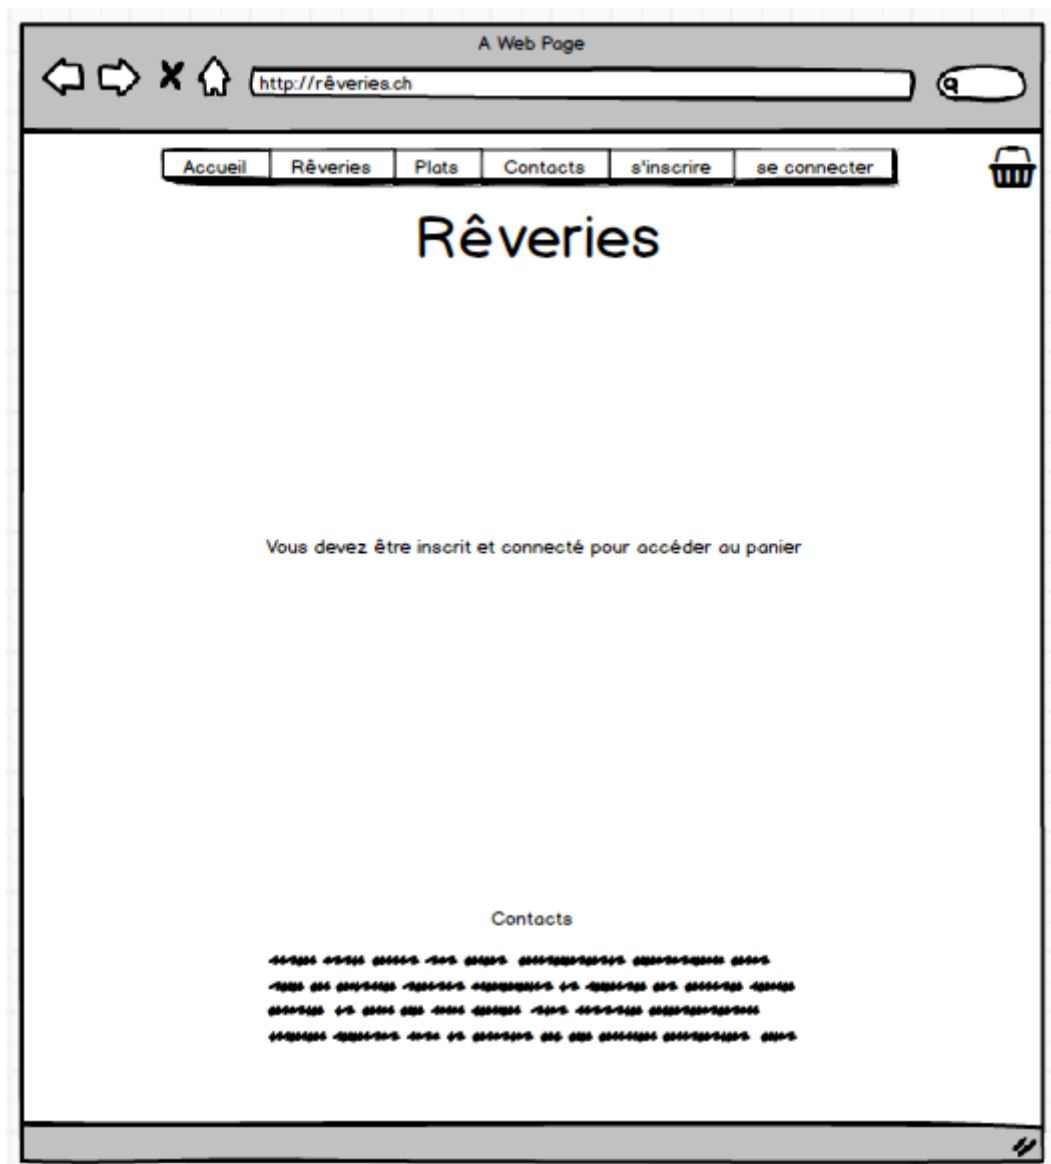 A Web Page
http://rêveries.ch
Accueil Rêveries Plats Contacts s'inscrire se connecter
Rêveries
Vous devez être inscrit et connecté pour accéder au panier
Contacts